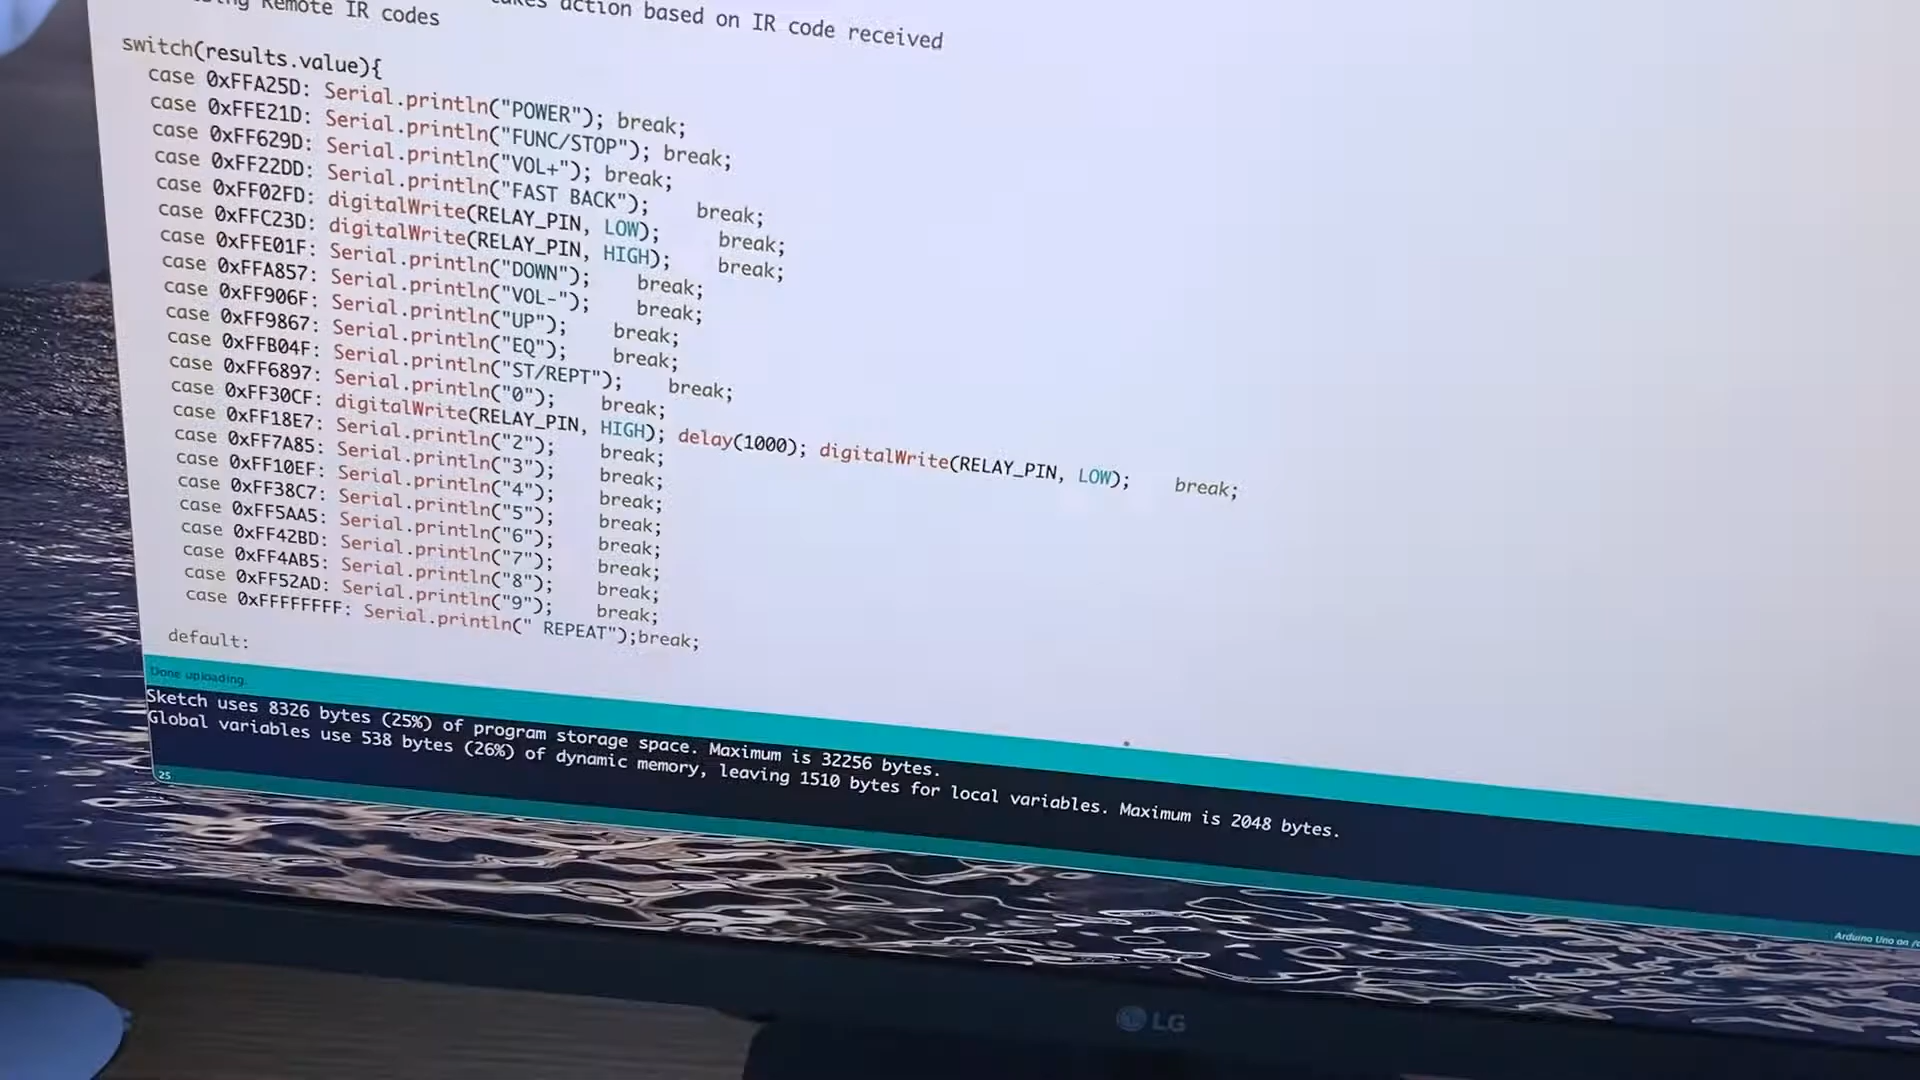 action based on IR code received
Remote IR codes
switch(results.value){
case 0xFFA25D: Serial.println("POWER"); break;
case 0xFFE21D: Serial.println("FUNC/STOP"); break;
case 0xFF629D: Serial.println("VOL+"); break;
case 0xFF22DD: Serial.println("FAST BACK"); break;
case 0xFF02FD: digitalWrite(RELAY_PIN, LOW); break;
case 0xFFC23D: digitalWrite(RELAY_PIN, HIGH); break;
case 0xFFE01F: Serial.println("DOWN"); break;
case 0xFFA857: Serial.println("VOL-"); break;
case 0xFF906F: Serial.println("UP"); break;
case 0xFF9867: Serial.println("EQ"); break;
case 0xFFB04F: Serial.println("ST/REPT"); break;
case 0xFF6897: Serial.println("0"); break;
case 0xFF30CF: digitalWrite(RELAY_PIN, HIGH); delay(1000); digitalWrite(RELAY_PIN, LOW); break;
case 0xFF18E7: Serial.println("2"); break;
case 0xFF7A85: Serial.println("3"); break;
case 0xFF10EF: Serial.println("4"); break;
case 0xFF38C7: Serial.println("5"); break;
case 0xFF5AA5: Serial.println("6"); break;
case 0xFF42BD: Serial.println("7"); break;
case 0xFF4AB5: Serial.println("8"); break;
case 0xFF52AD: Serial.println("9"); break;
case 0xFFFFFFFF: Serial.println(" REPEAT");break;
default:
Done uploading.
Sketch uses 8326 bytes (25%) of program storage space. Maximum is 32256 bytes.
Global variables use 538 bytes (26%) of dynamic memory, leaving 1510 bytes for local variables. Maximum is 2048 bytes.
25
Arduino Uno on
LG